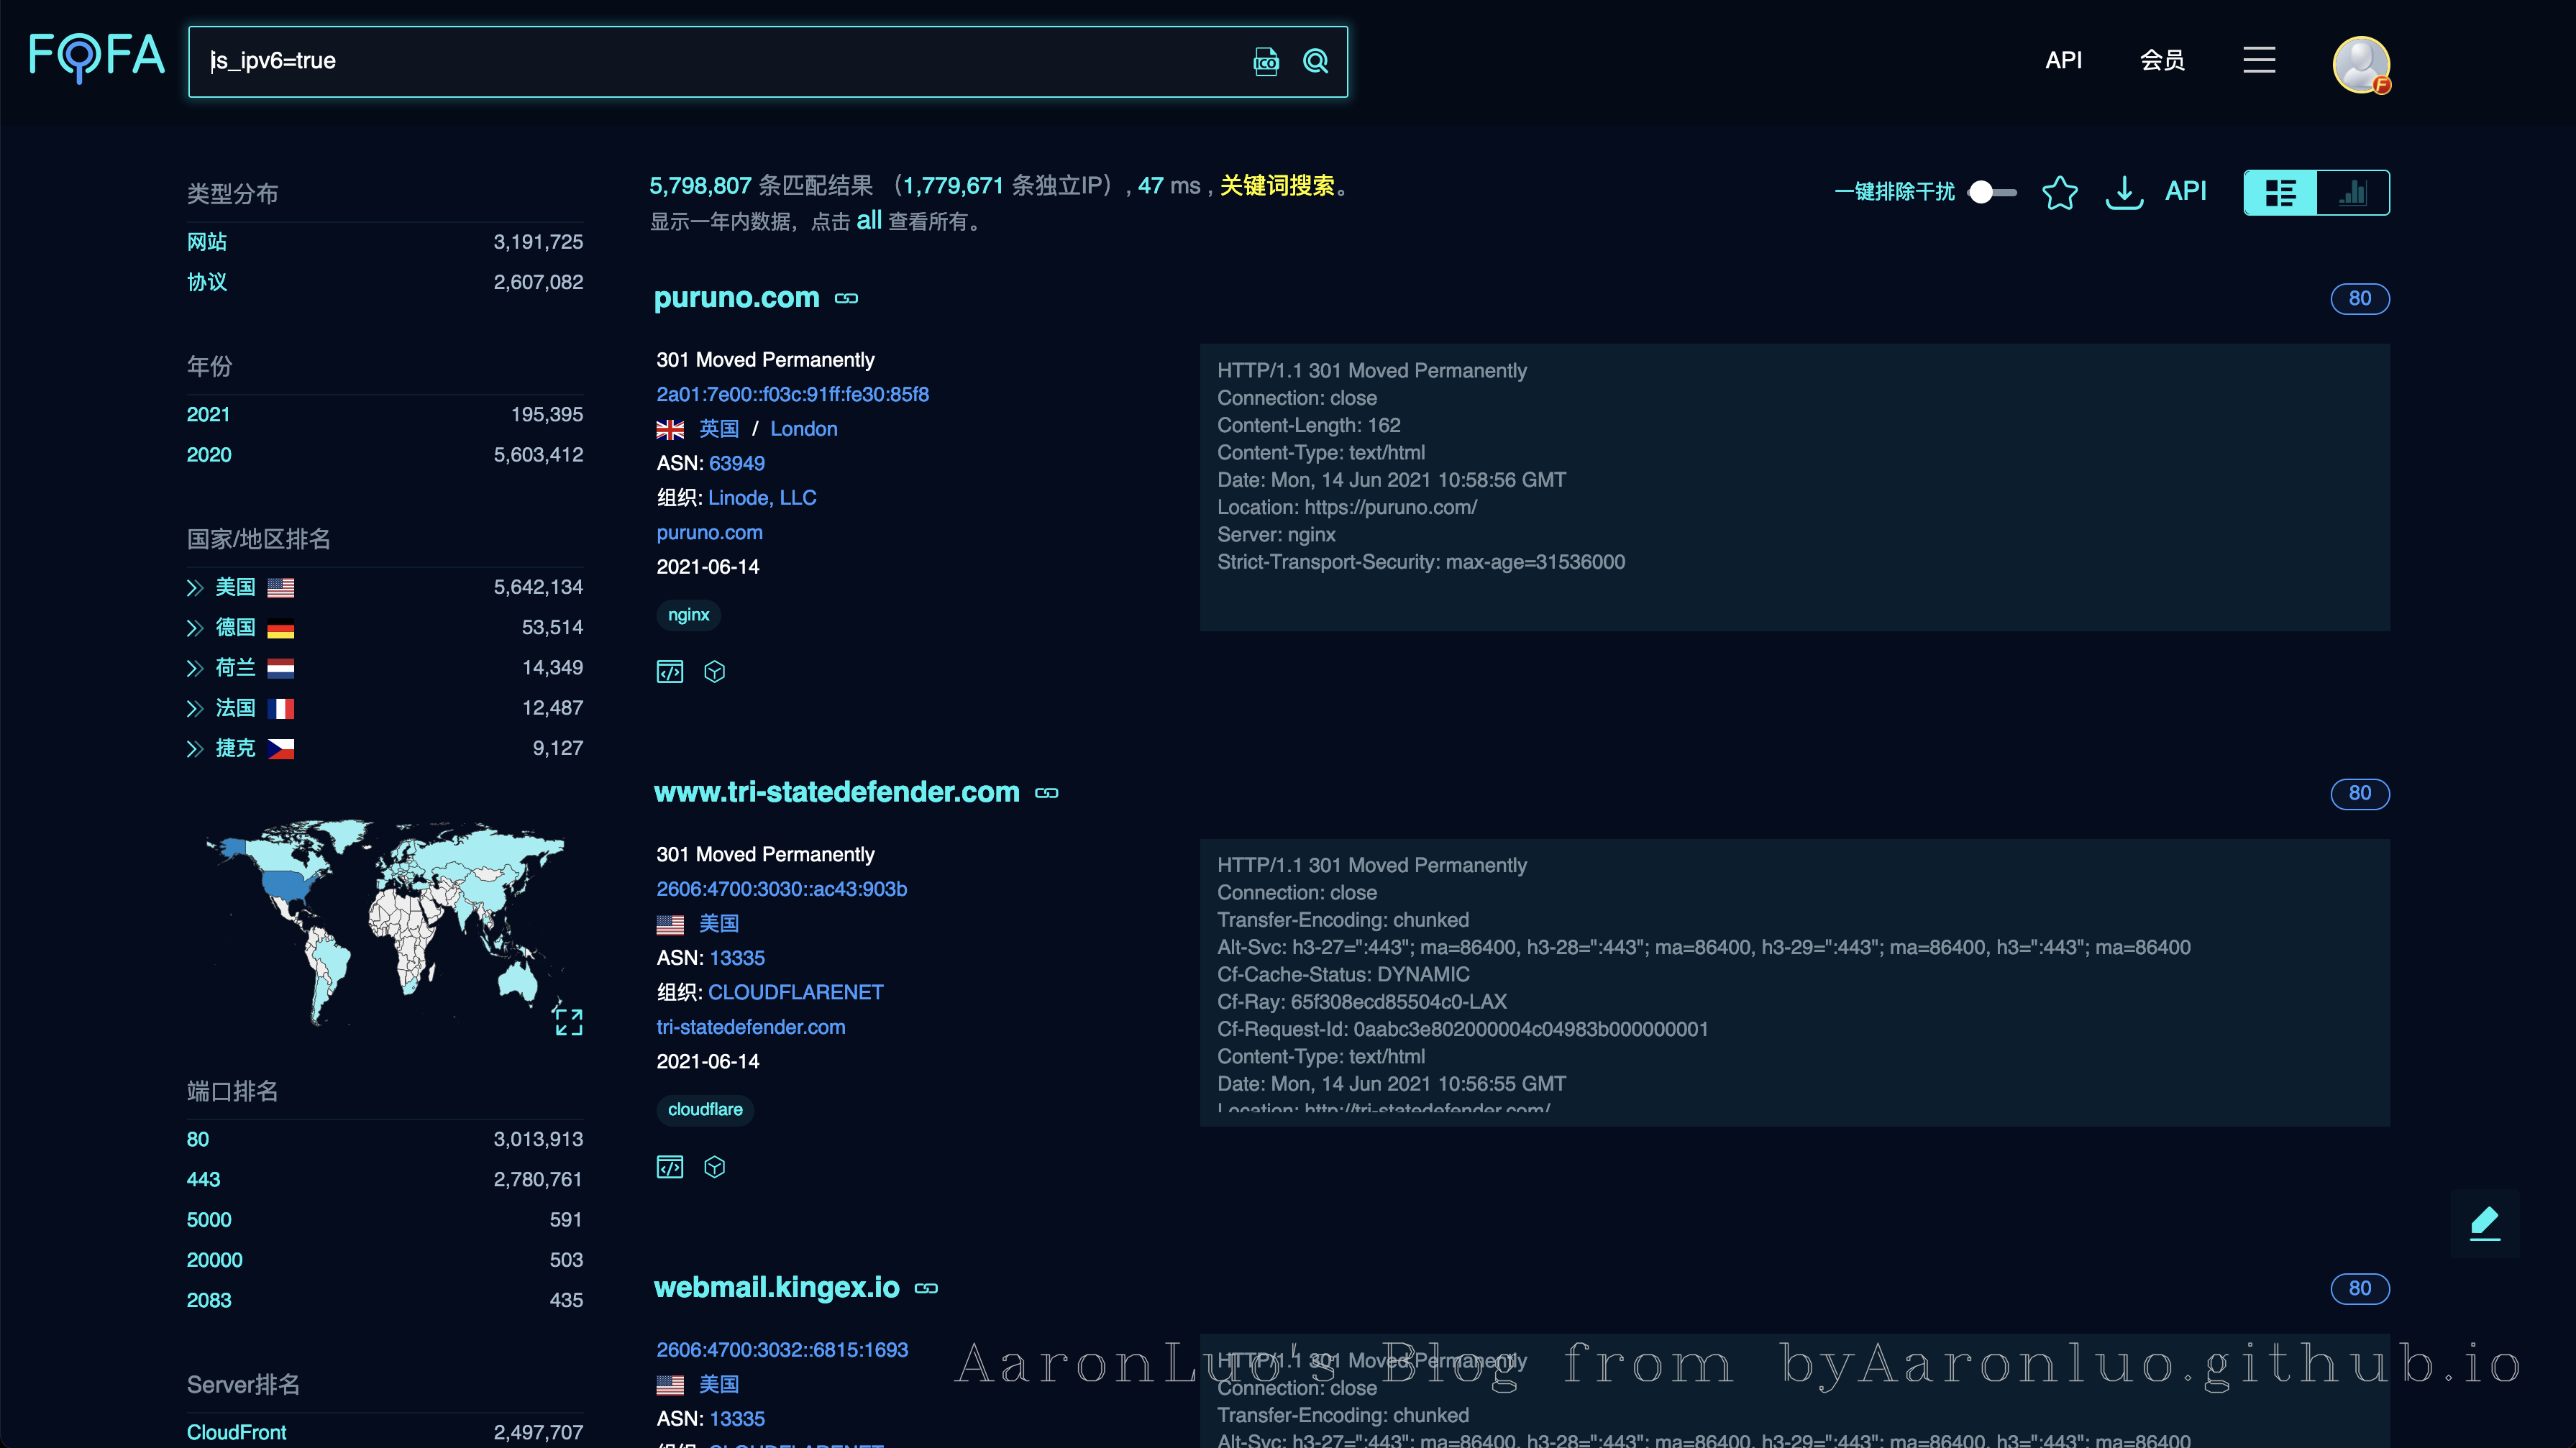 FOFA
is_ipv6=true
ICO
API
会员
F
类型分布
网站 3,191,725
协议 2,607,082
年份
2021 195,395
2020 5,603,412
国家/地区排名
美国 5,642,134
德国 53,514
荷兰 14,349
法国 12,487
捷克 9,127
端口排名
80 3,013,913
443 2,780,761
5000 591
20000 503
2083 435
Server排名
CloudFront 2,497,707
5,798,807 条匹配结果 （1,779,671 条独立IP）, 47 ms , 关键词搜索。
显示一年内数据，点击 all 查看所有。
一键排除干扰
API
puruno.com
80
301 Moved Permanently
2a01:7e00::f03c:91ff:fe30:85f8
英国 / London
ASN: 63949
组织: Linode, LLC
puruno.com
2021-06-14
nginx
HTTP/1.1 301 Moved Permanently
Connection: close
Content-Length: 162
Content-Type: text/html
Date: Mon, 14 Jun 2021 10:58:56 GMT
Location: https://puruno.com/
Server: nginx
Strict-Transport-Security: max-age=31536000
www.tri-statedefender.com
80
301 Moved Permanently
2606:4700:3030::ac43:903b
美国
ASN: 13335
组织: CLOUDFLARENET
tri-statedefender.com
2021-06-14
cloudflare
HTTP/1.1 301 Moved Permanently
Connection: close
Transfer-Encoding: chunked
Alt-Svc: h3-27=":443"; ma=86400, h3-28=":443"; ma=86400, h3-29=":443"; ma=86400, h3=":443"; ma=86400
Cf-Cache-Status: DYNAMIC
Cf-Ray: 65f308ecd85504c0-LAX
Cf-Request-Id: 0aabc3e802000004c04983b000000001
Content-Type: text/html
Date: Mon, 14 Jun 2021 10:56:55 GMT
Location: http://tri-statedefender.com/
webmail.kingex.io
80
2606:4700:3032::6815:1693
美国
ASN: 13335
组织: CLOUDFLARENET
HTTP/1.1 301 Moved Permanently
Connection: close
Transfer-Encoding: chunked
Alt-Svc: h3-27=":443"; ma=86400, h3-28=":443"; ma=86400, h3-29=":443"; ma=86400, h3=":443"; ma=86400
AaronLuo's Blog from byAaronluo.github.io